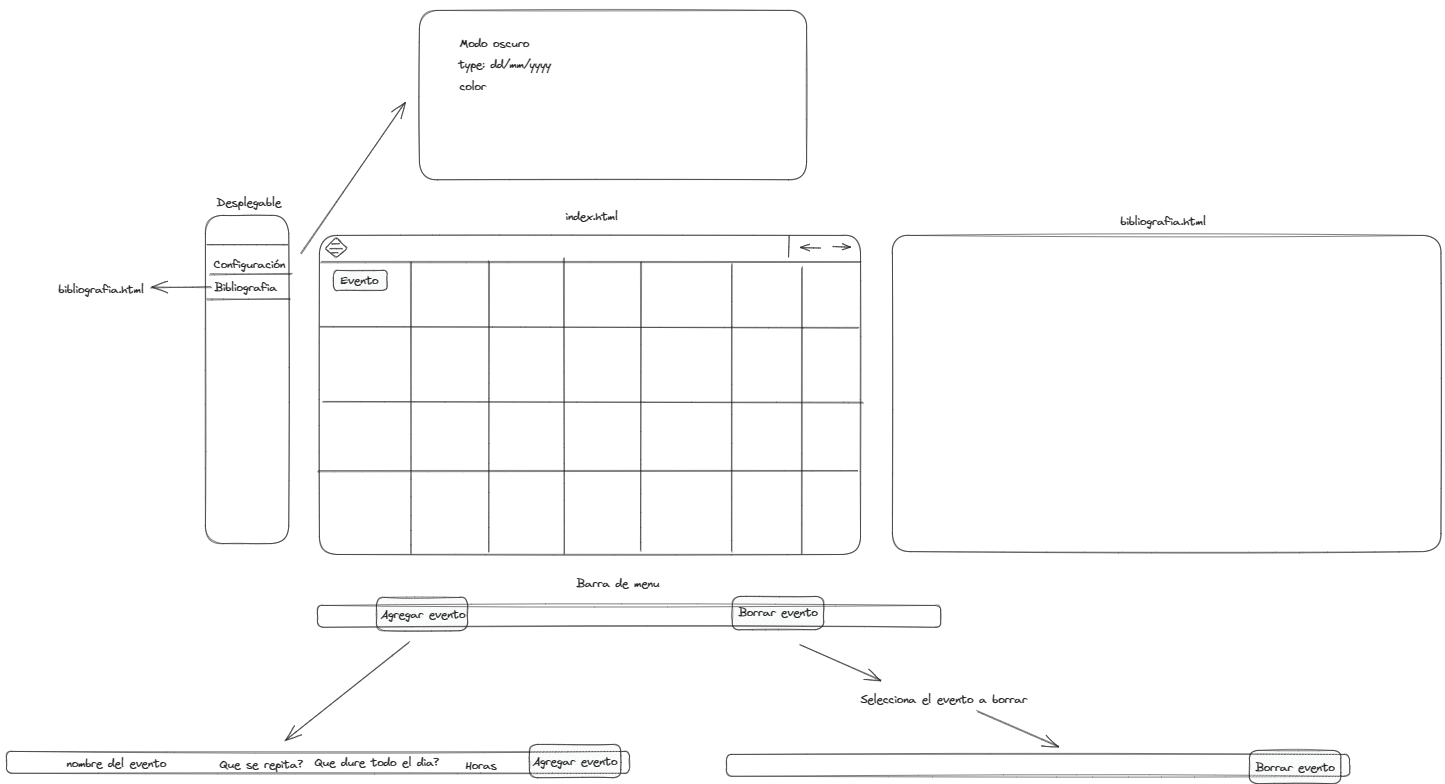 Modo oscuro
type: dd/mm/yyyy
color
Desplegable
index.html
bibliografia.html
Configuración
Bibliografia
bibliografia.html
Evento
Barra de menu
Agregar evento
Borrar evento
Selecciona el evento a borrar
nombre del evento
Que se repita?
Que dure todo el dia?
Horas
Agregar evento
Borrar evento